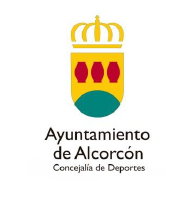 Ayuntamiento
de Alcorcón
Concejalía de Deportes